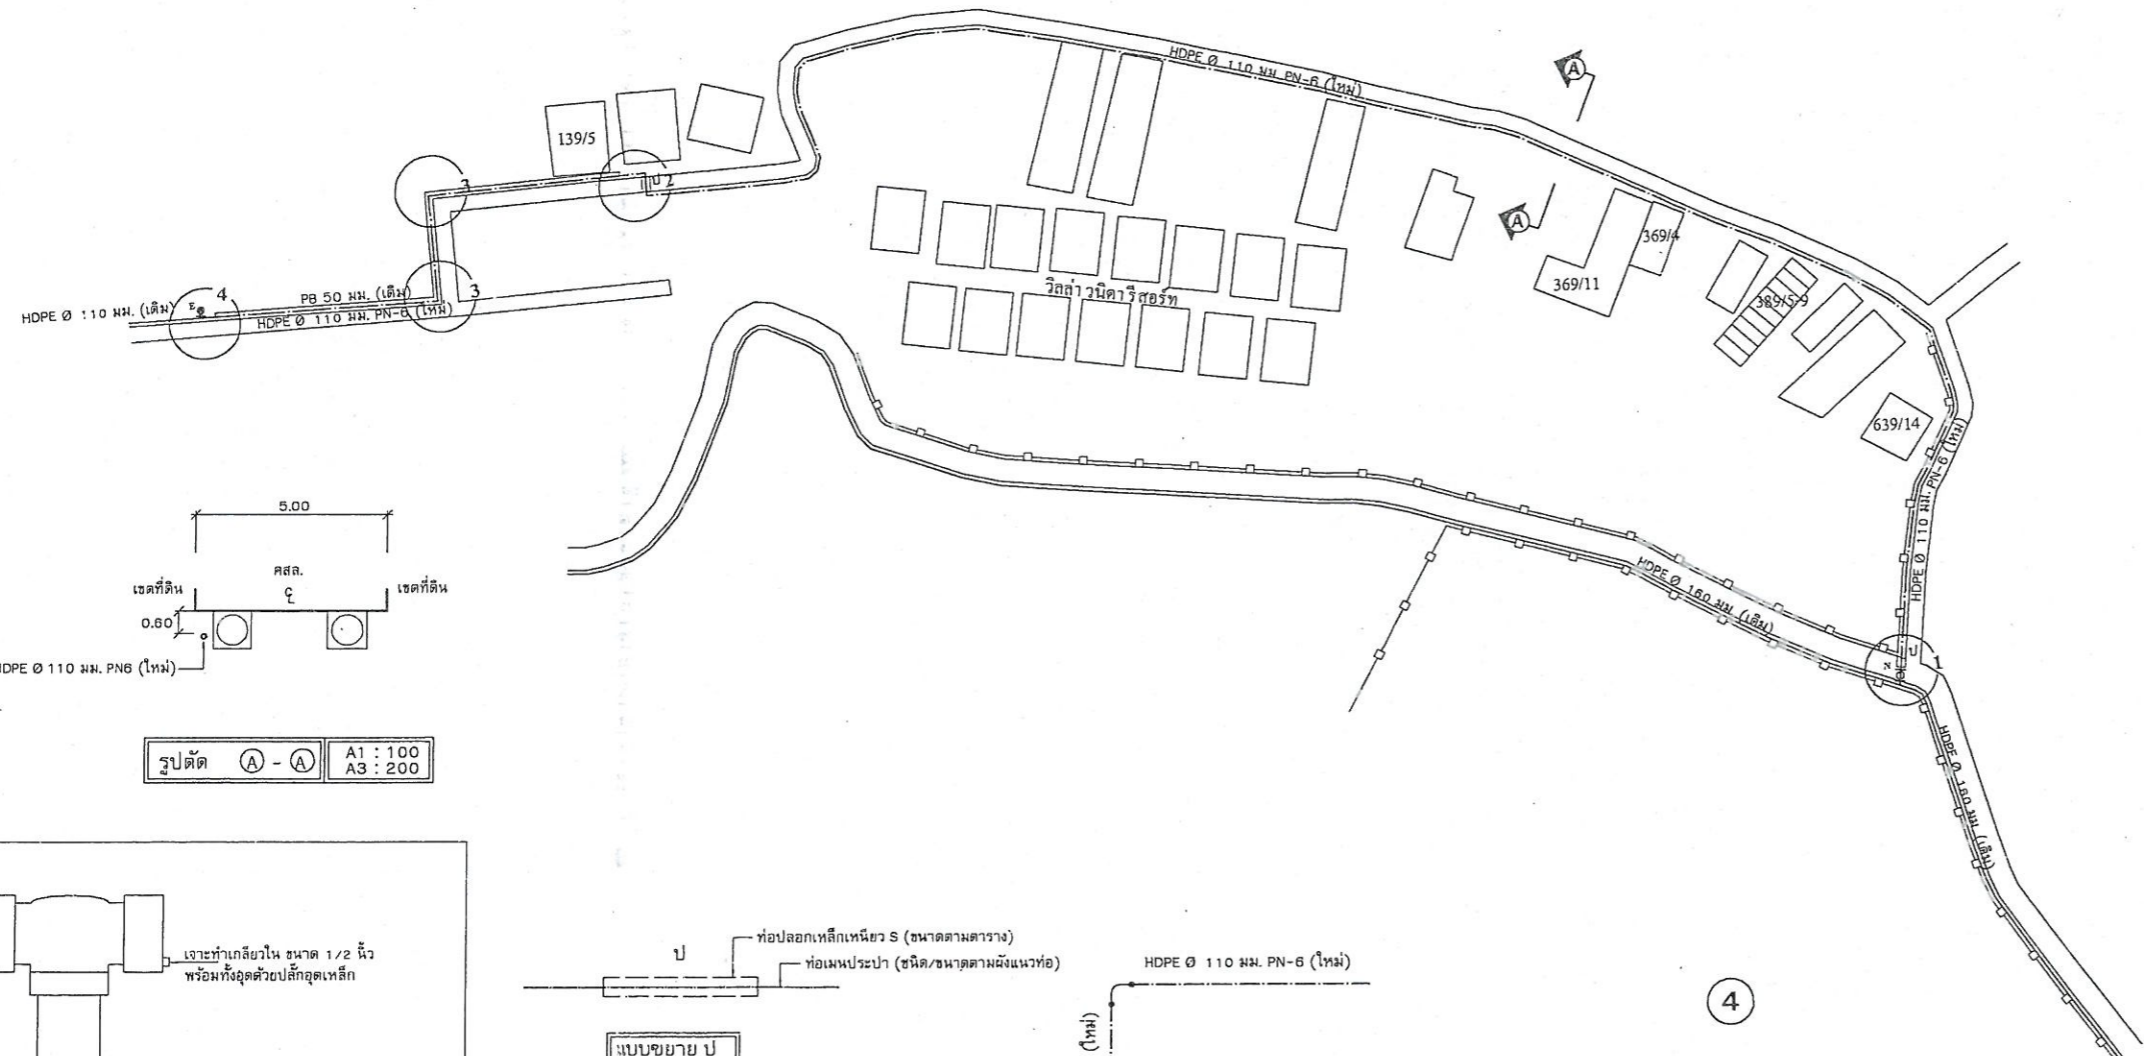 HDPE Ø 110 มม. PN-6 (ใหม่)
A
139/5
3
ป 2
A
369/4
369/11
วิลล่า วนิดา รีสอร์ท
389/5-9
4
E
PB 50 มม. (เดิม)
3
HDPE Ø 110 มม. (เดิม)
HDPE Ø 110 มม. PN-6 (ใหม่)
639/14
HDPE Ø 110 มม. PN-6 (ใหม่)
5.00
คสล.
เขตที่ดิน
เขตที่ดิน
0.60
HDPE Ø 160 มม. (เดิม)
HDPE Ø 110 มม. PN6 (ใหม่)
ป
N
1
HDPE Ø 160 มม. (เดิม)
รูปตัด A - A
A1 : 100
A3 : 200
เจาะทำเกลียวใน ขนาด 1/2 นิ้ว
พร้อมทั้งอุดด้วยปลั๊กอุดเหล็ก
ป
ท่อปลอกเหล็กเหนียว S (ขนาดตามตาราง)
ท่อเมนประปา (ชนิด/ขนาดตามผังแนวท่อ)
HDPE Ø 110 มม. PN-6 (ใหม่)
4
(ใหม่)
แบบขยาย ป